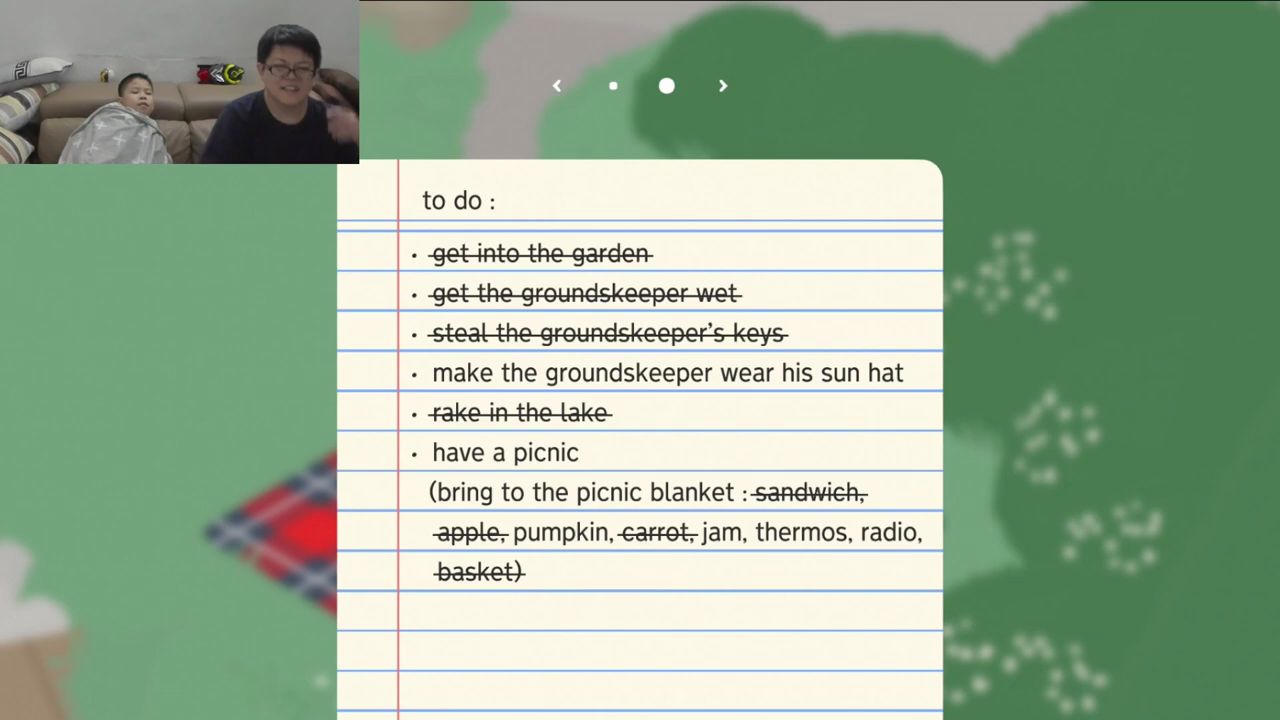 to do :
· get into the garden
· get the groundskeeper wet
· steal the groundskeeper's keys
· make the groundskeeper wear his sun hat
· rake in the lake
· have a picnic
(bring to the picnic blanket : sandwich,
apple, pumpkin, carrot, jam, thermos, radio,
basket)